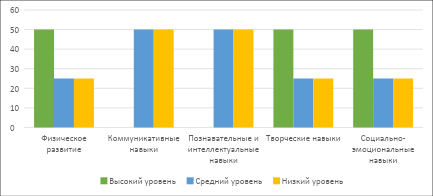 60
50
40
30
20
10
0
Физическое развитие
Коммуникативные навыки
Познавательные и интеллектуальные навыки
Творческие навыки
Социально-эмоциональные навыки
Высокий уровень
Средний уровень
Низкий уровень